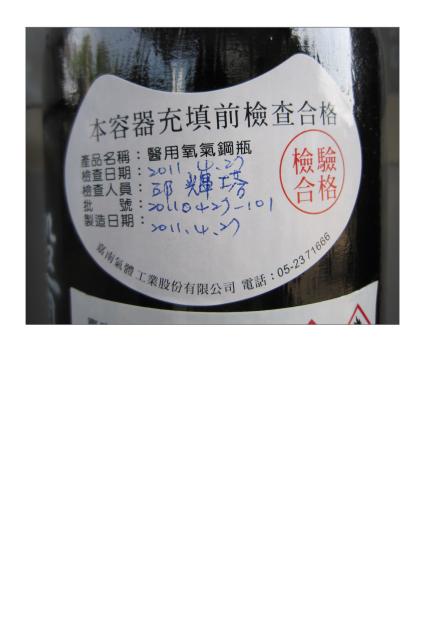 本容器充填前檢查合格
產品名稱：醫用氧氣鋼瓶
檢查日期：2011.4.27
檢查人員：邱 輝
批 號：20110427-101
製造日期：2011.4.27
檢驗
合格
嘉南氣體工業股份有限公司 電話：05-2371666